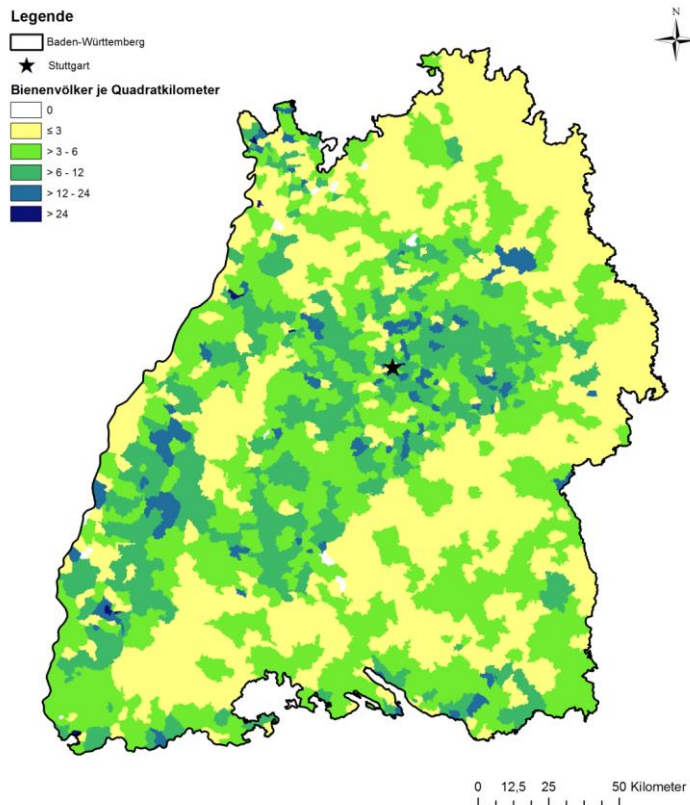 Legende
N
Baden-Württemberg
Stuttgart
Bienenvölker je Quadratkilometer
0
≤ 3
> 3 - 6
> 6 - 12
> 12 - 24
> 24
0 12,5 25 50 Kilometer